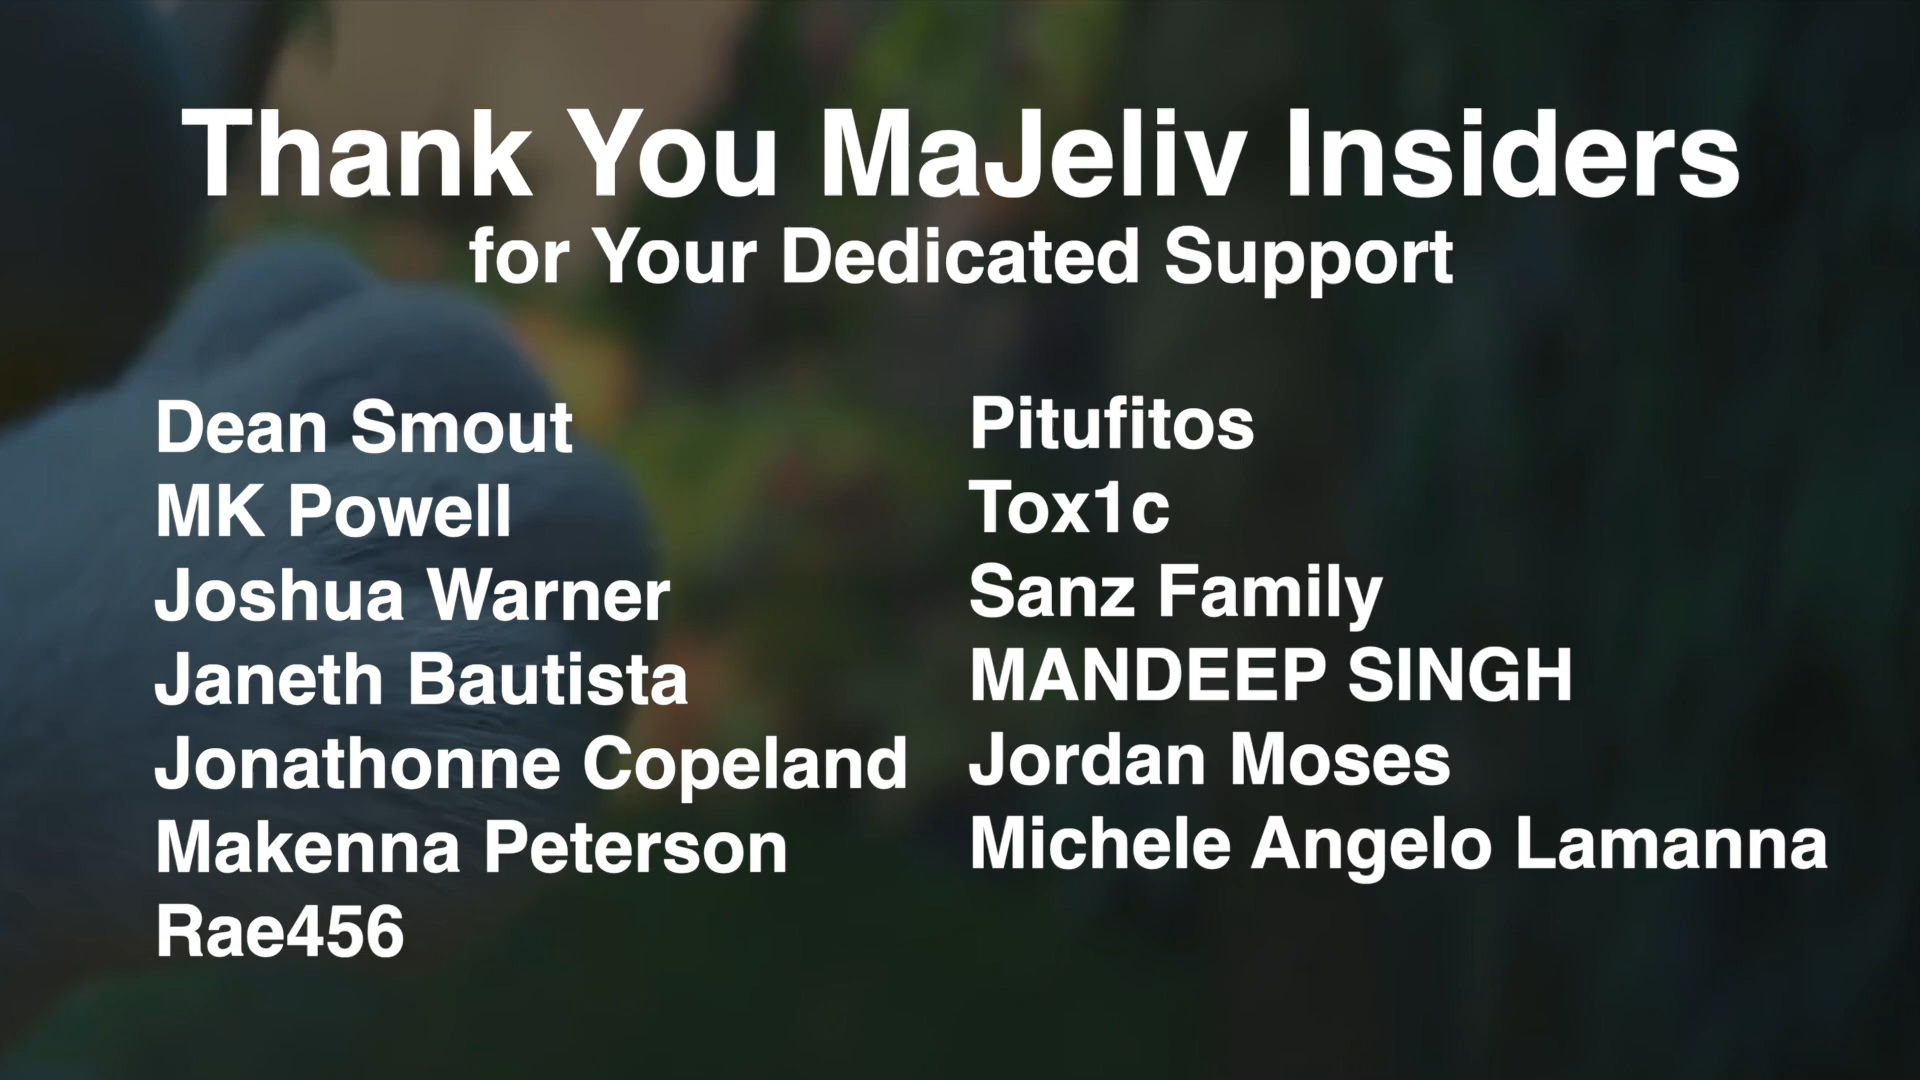 Thank You MaJeliv Insiders
for Your Dedicated Support
Dean Smout
MK Powell
Joshua Warner
Janeth Bautista
Jonathonne Copeland
Makenna Peterson
Rae456
Pitufitos
Tox1c
Sanz Family
MANDEEP SINGH
Jordan Moses
Michele Angelo Lamanna